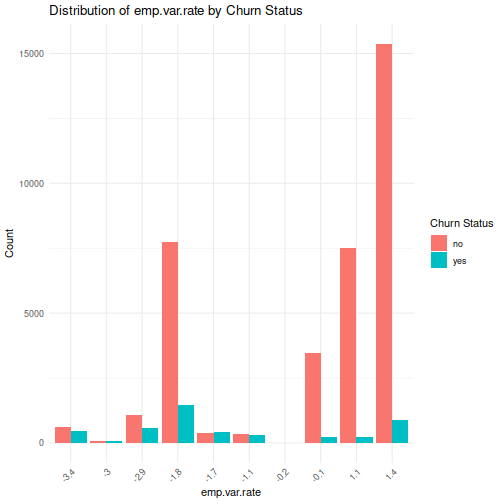 Distribution of emp.var.rate by Churn Status
15000
10000
5000
0
Count
-3.4
-3
-2.9
-1.8
-1.7
-1.1
-0.2
-0.1
1.1
1.4
emp.var.rate
Churn Status
no
yes